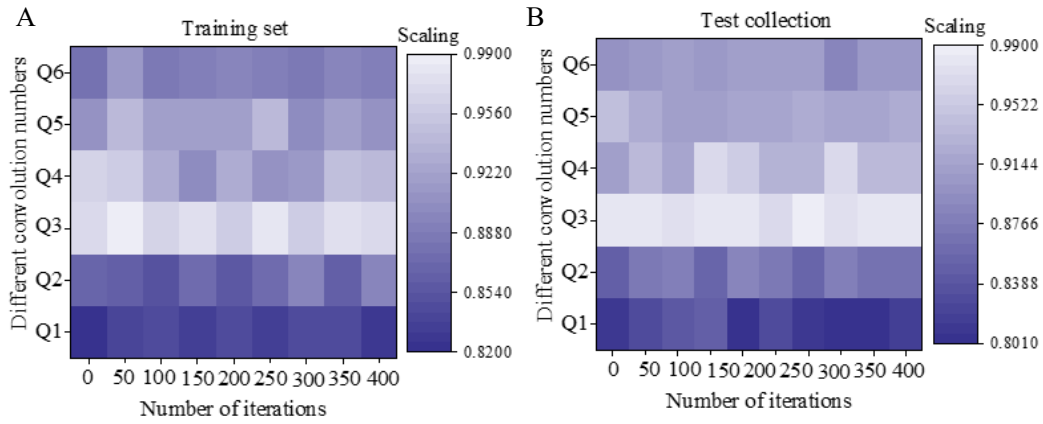 A
Training set
Scaling
Different convolution numbers
Q6
Q5
Q4
Q3
Q2
Q1
0 50 100 150 200 250 300 350 400
Number of iterations
0.9900
0.9560
0.9220
0.8880
0.8540
0.8200
B
Test collection
Scaling
Different convolution numbers
Q6
Q5
Q4
Q3
Q2
Q1
0 50 100 150 200 250 300 350 400
Number of iterations
0.9900
0.9522
0.9144
0.8766
0.8388
0.8010